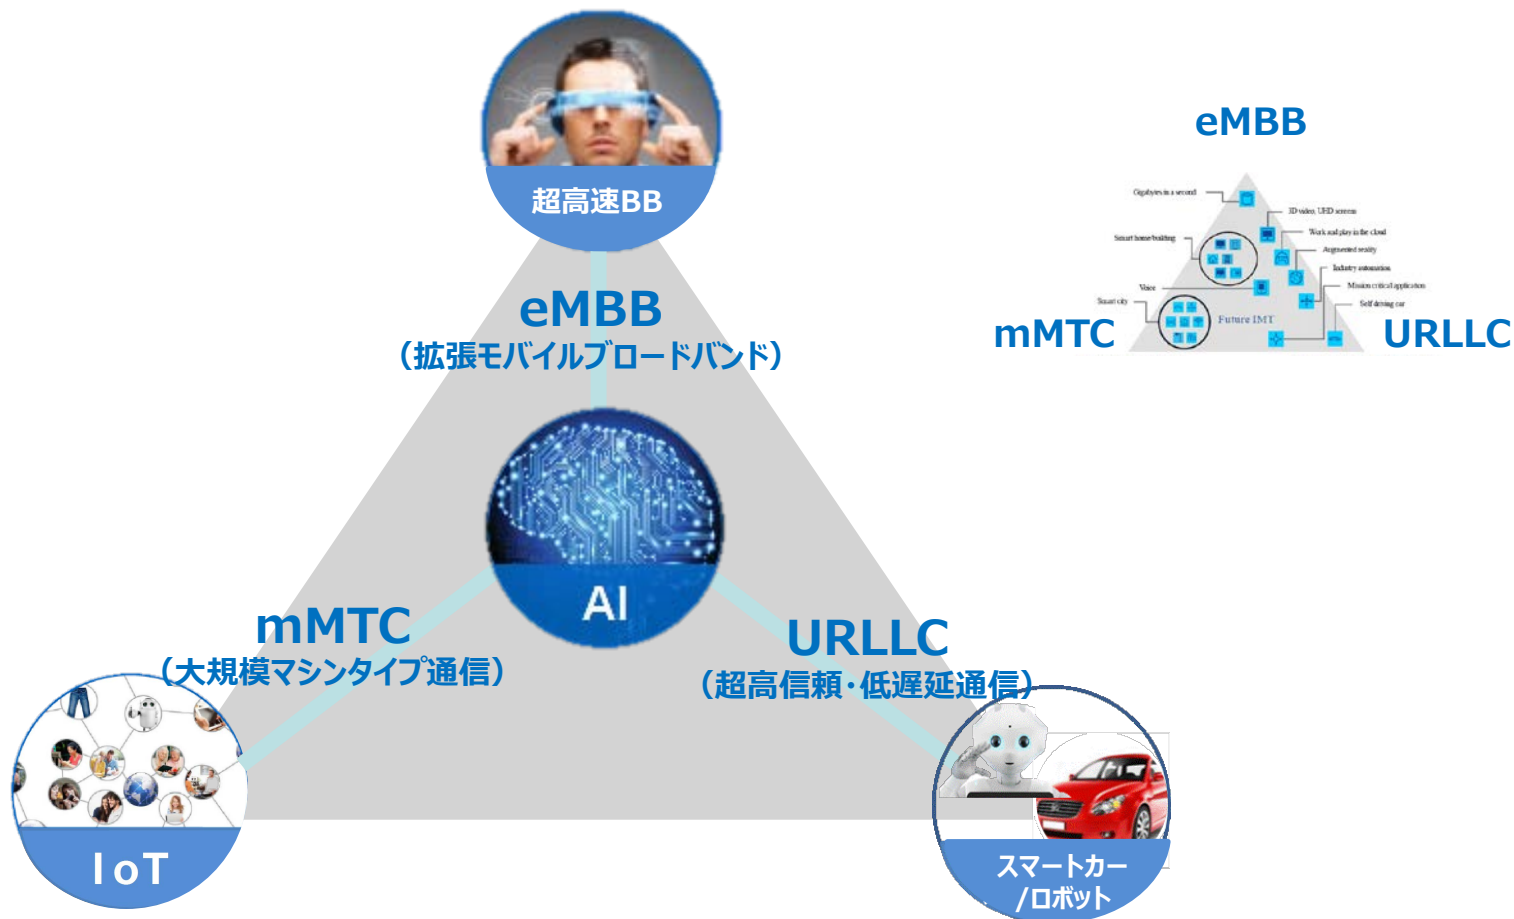 超高速BB
eMBB
（拡張モバイルブロードバンド）
AI
mMTC
（大規模マシンタイプ通信）
URLLC
（超高信頼・低遅延通信）
IoT
スマートカー
/ロボット
eMBB
Gigabytes in a second
3D video, UHD screens
Smart home/building
Work and play in the cloud
Augmented reality
Industry automation
Voice
Mission critical application
Smart city
Self driving car
Future IMT
mMTC
URLLC